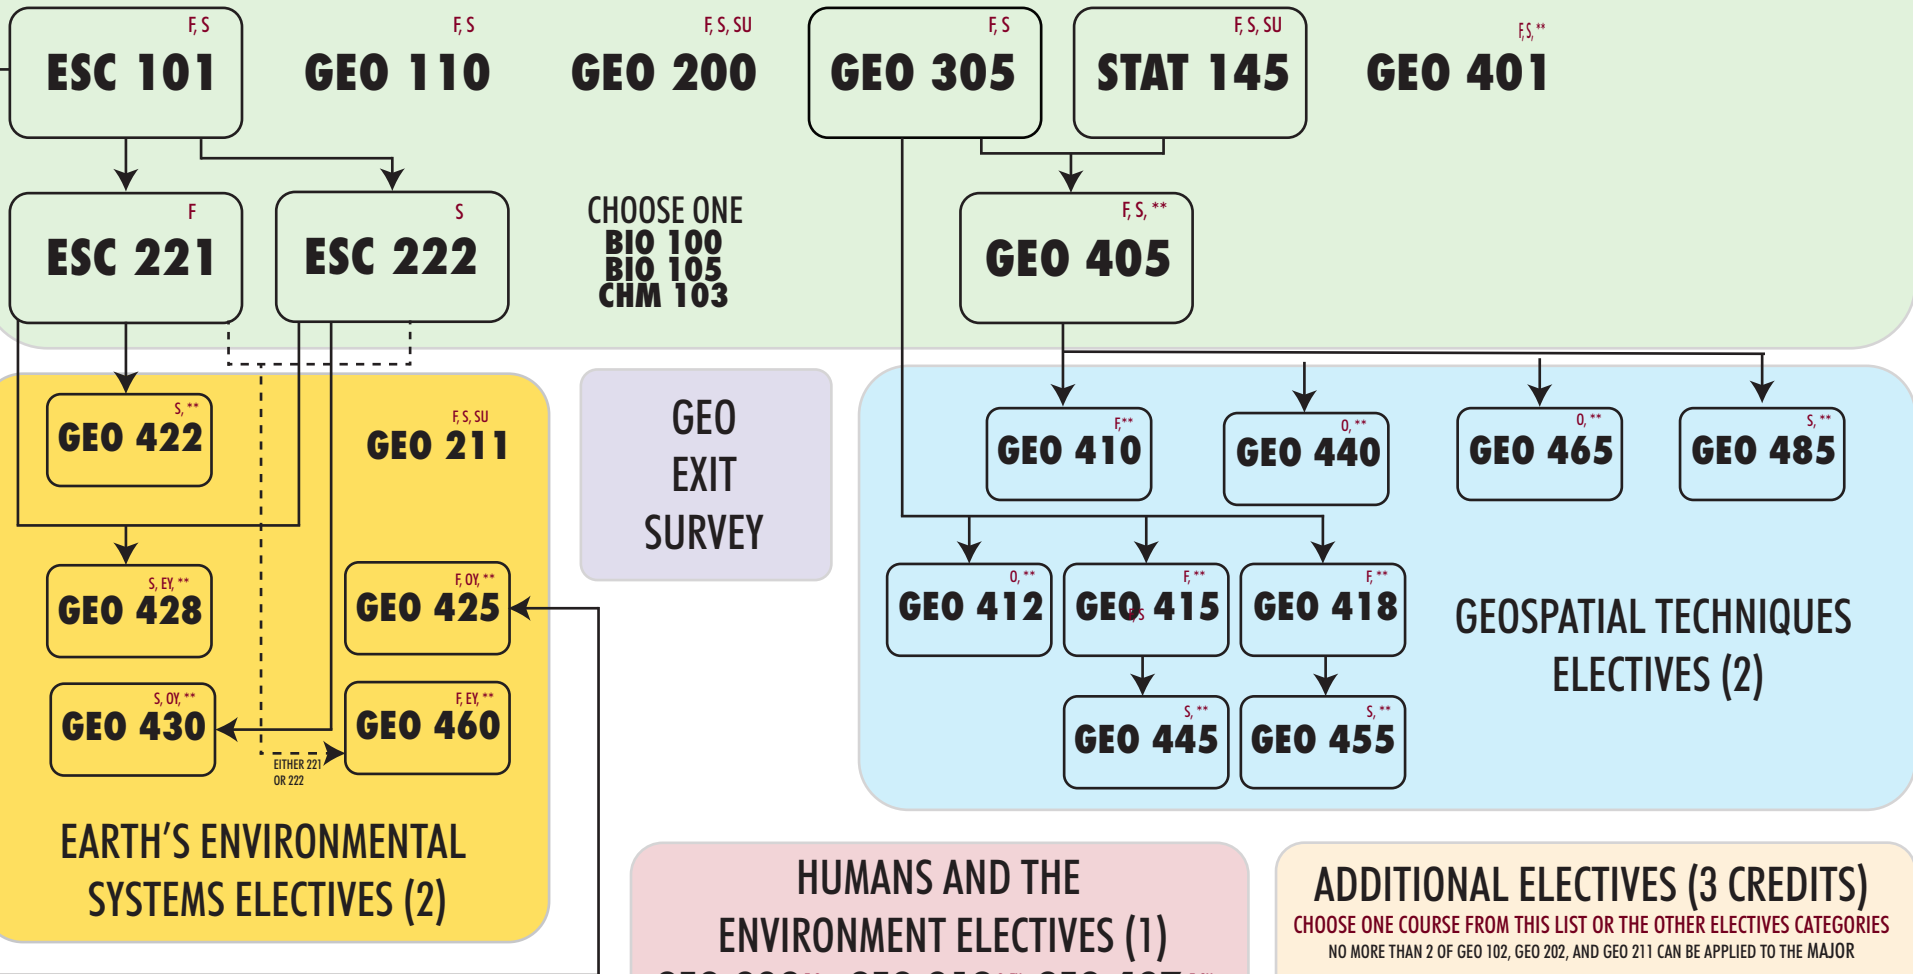 F, S
ESC 101
F, S
GEO 110
F, S, SU
GEO 200
F, S
GEO 305
F, S, SU
STAT 145
F,S, **
GEO 401
F
ESC 221
S
ESC 222
CHOOSE ONE
BIO 100
BIO 105
CHM 103
F, S, **
GEO 405
S, **
GEO 422
F, S, SU
GEO 211
S, EY, **
GEO 428
F, OY, **
GEO 425
S, OY, **
GEO 430
F, EY, **
GEO 460
EITHER 221
OR 222
EARTH'S ENVIRONMENTAL
SYSTEMS ELECTIVES (2)
GEO
EXIT
SURVEY
F,**
GEO 410
O, **
GEO 440
O, **
GEO 465
S, **
GEO 485
O, **
GEO 412
F, **
GEO 415
F, S
F, **
GEO 418
S, **
GEO 445
S, **
GEO 455
GEOSPATIAL TECHNIQUES
ELECTIVES (2)
HUMANS AND THE
ENVIRONMENT ELECTIVES (1)
ADDITIONAL ELECTIVES (3 CREDITS)
CHOOSE ONE COURSE FROM THIS LIST OR THE OTHER ELECTIVES CATEGORIES
NO MORE THAN 2 OF GEO 102, GEO 202, AND GEO 211 CAN BE APPLIED TO THE MAJOR